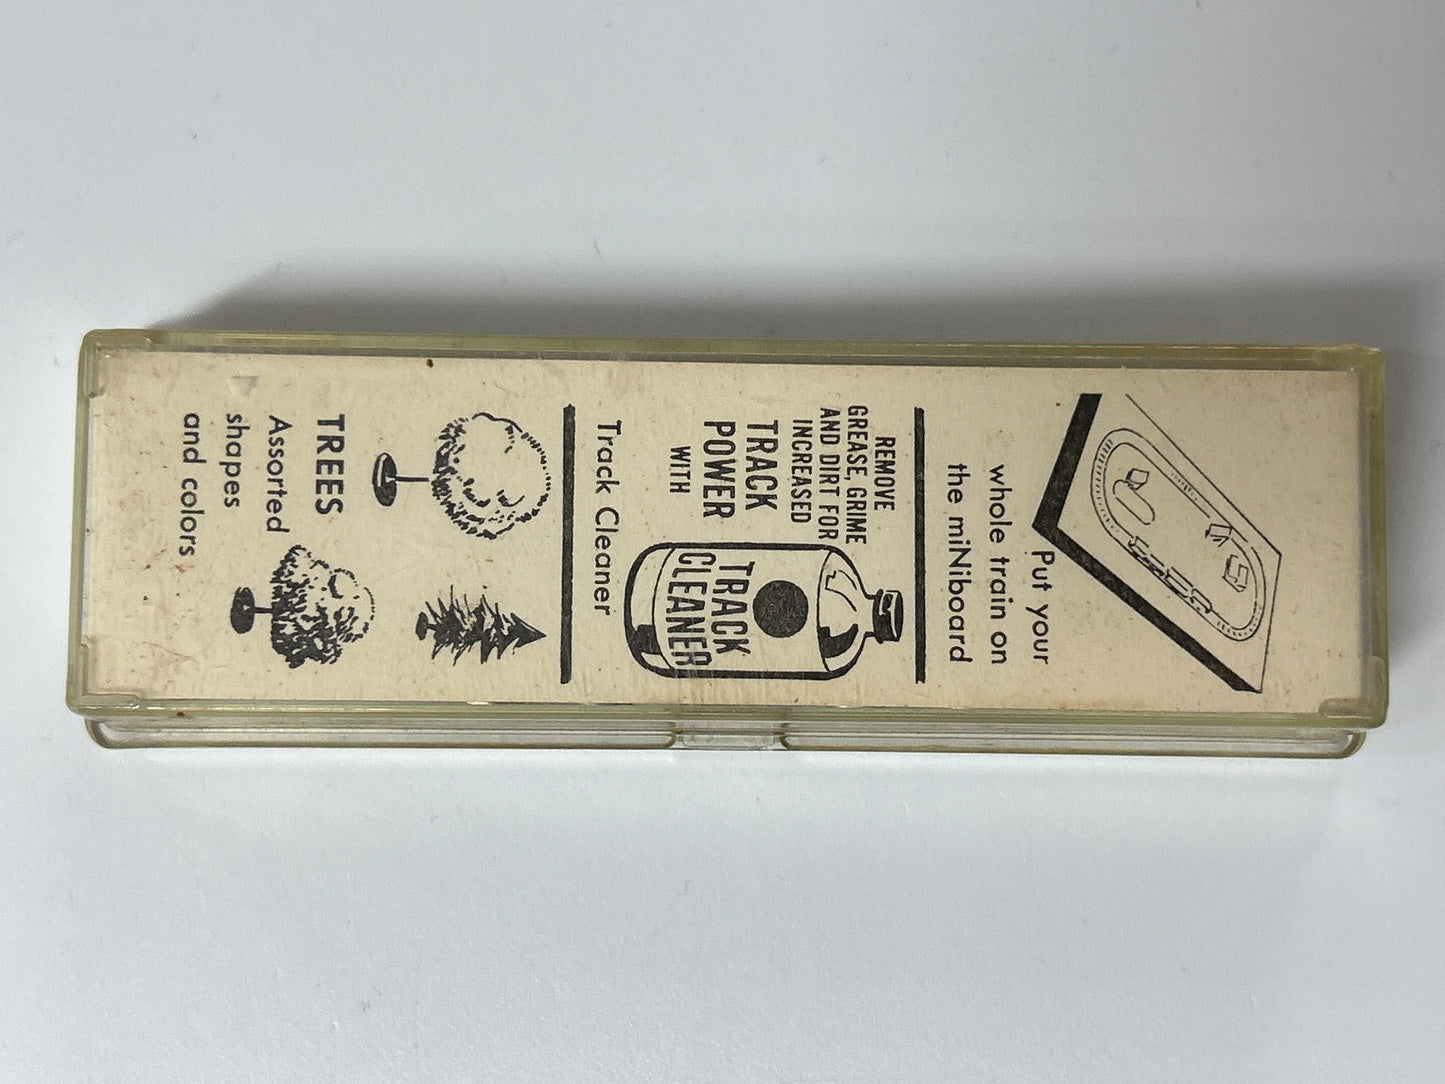 Put your
whole train on
the miNiboard
REMOVE
GREASE, GRIME
AND DIRT FOR
INCREASED
TRACK
POWER
WITH
TRACK
CLEANER
Track Cleaner
TREES
Assorted
shapes
and colors